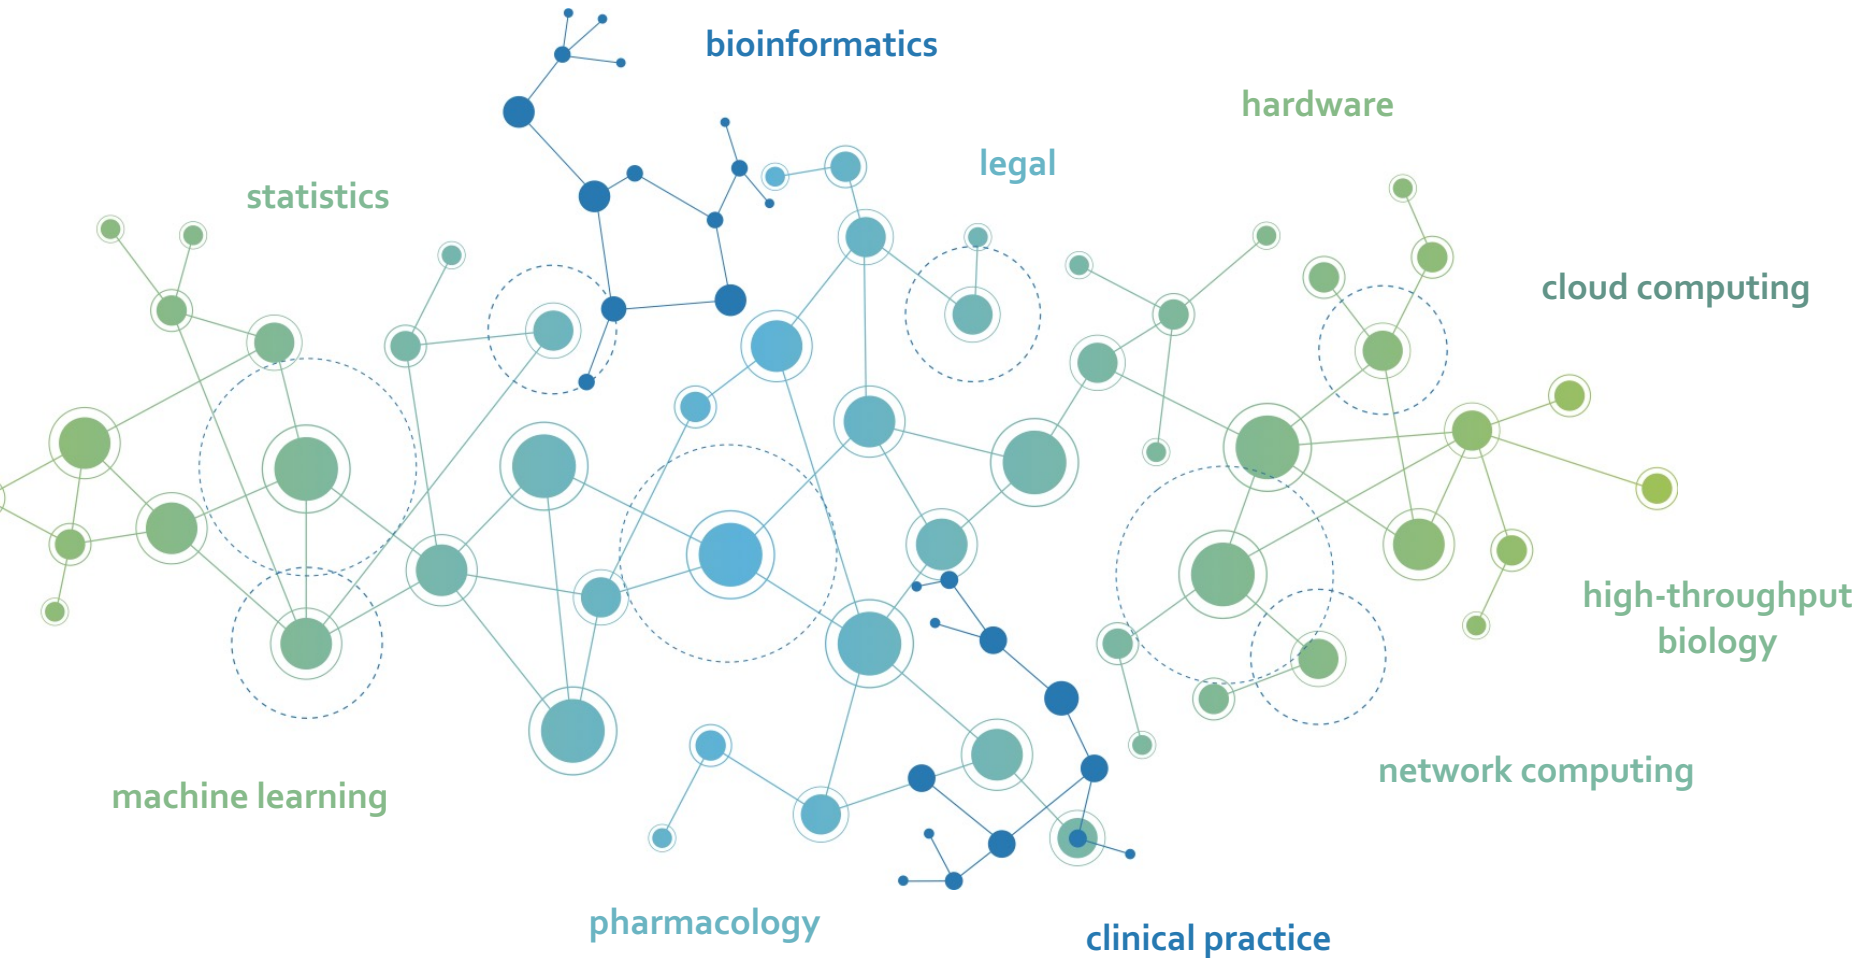 bioinformatics
hardware
legal
statistics
cloud computing
high-throughput
biology
network computing
machine learning
pharmacology
clinical practice